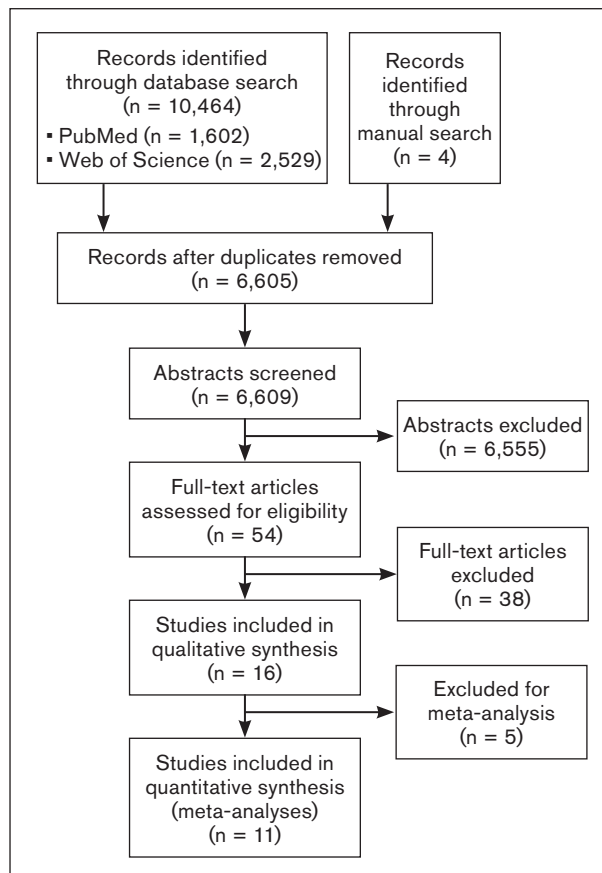 Records identified
through database search
(n = 10,464)
▪ PubMed (n = 1,602)
▪ Web of Science (n = 2,529)
Records
identified
through
manual search
(n = 4)
Records after duplicates removed
(n = 6,605)
Abstracts screened
(n = 6,609)
Abstracts excluded
(n = 6,555)
Full-text articles
assessed for eligibility
(n = 54)
Full-text articles
excluded
(n = 38)
Studies included in
qualitative synthesis
(n = 16)
Excluded for
meta-analysis
(n = 5)
Studies included in
quantitative synthesis
(meta-analyses)
(n = 11)